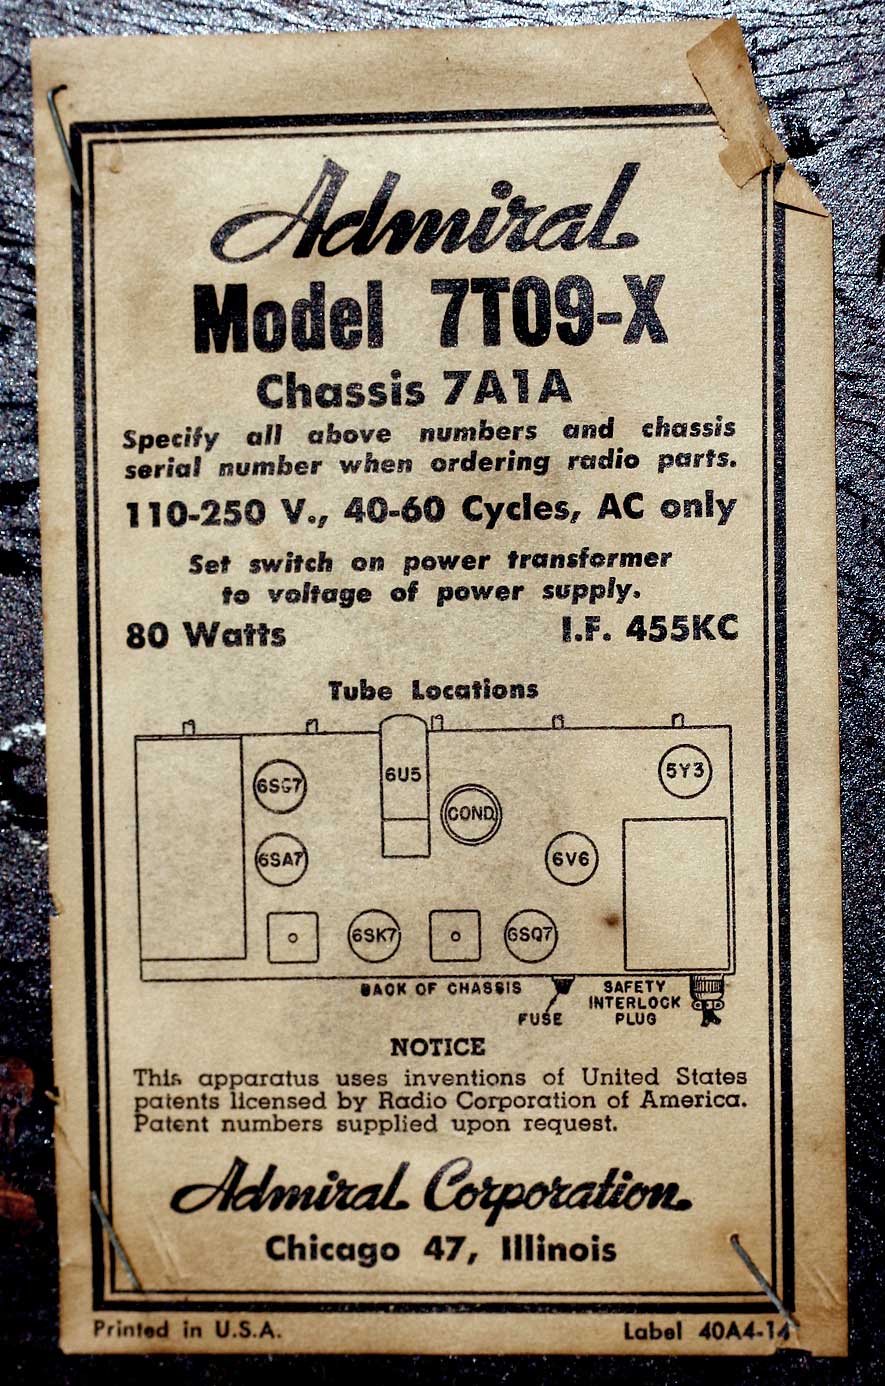 Admiral
Model 7T09-X
Chassis 7A1A
Specify all above numbers and chassis
serial number when ordering radio parts.
110-250 V., 40-60 Cycles, AC only
Set switch on power transformer
to voltage of power supply.
80 Watts I.F. 455KC
Tube Locations
6SG7
6U5
5Y3
COND.
6SA7
6V6
6SK7
6SQ7
BACK OF CHASSIS
FUSE
SAFETY
INTERLOCK
PLUG
NOTICE
This apparatus uses inventions of United States
patents licensed by Radio Corporation of America.
Patent numbers supplied upon request.
Admiral Corporation.
Chicago 47, Illinois
Printed in U.S.A. Label 40A4-14